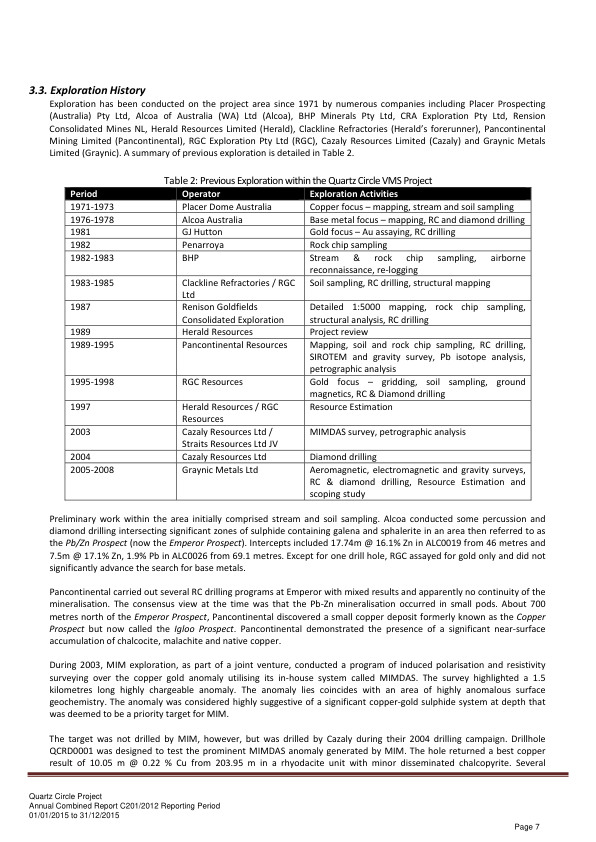 3.3. Exploration History
Exploration has been conducted on the project area since 1971 by numerous companies including Placer Prospecting
(Australia) Pty Ltd, Alcoa of Australia (WA) Ltd (Alcoa), BHP Minerals Pty Ltd, CRA Exploration Pty Ltd, Rension
Consolidated Mines NL, Herald Resources Limited (Herald), Clackline Refractories (Herald's forerunner), Pancontinental
Mining Limited (Pancontinental), RGC Exploration Pty Ltd (RGC), Cazaly Resources Limited (Cazaly) and Graynic Metals
Limited (Graynic). A summary of previous exploration is detailed in Table 2.
Table 2: Previous Exploration within the Quartz Circle VMS Project
Period Operator Exploration Activities
1971-1973 Placer Dome Australia Copper focus – mapping, stream and soil sampling
1976-1978 Alcoa Australia Base metal focus – mapping, RC and diamond drilling
1981 GJ Hutton Gold focus – Au assaying, RC drilling
1982 Penarroya Rock chip sampling
1982-1983 BHP Stream & rock chip sampling, airborne
reconnaissance, re-logging
1983-1985 Clackline Refractories / RGC Soil sampling, RC drilling, structural mapping
Ltd
1987 Renison Goldfields Detailed 1:5000 mapping, rock chip sampling,
Consolidated Exploration structural analysis, RC drilling
1989 Herald Resources Project review
1989-1995 Pancontinental Resources Mapping, soil and rock chip sampling, RC drilling,
SIROTEM and gravity survey, Pb isotope analysis,
petrographic analysis
1995-1998 RGC Resources Gold focus – gridding, soil sampling, ground
magnetics, RC & Diamond drilling
1997 Herald Resources / RGC Resource Estimation
Resources
2003 Cazaly Resources Ltd / MIMDAS survey, petrographic analysis
Straits Resources Ltd JV
2004 Cazaly Resources Ltd Diamond drilling
2005-2008 Graynic Metals Ltd Aeromagnetic, electromagnetic and gravity surveys,
RC & diamond drilling, Resource Estimation and
scoping study
Preliminary work within the area initially comprised stream and soil sampling. Alcoa conducted some percussion and
diamond drilling intersecting significant zones of sulphide containing galena and sphalerite in an area then referred to as
the Pb/Zn Prospect (now the Emperor Prospect). Intercepts included 17.74m @ 16.1% Zn in ALC0019 from 46 metres and
7.5m @ 17.1% Zn, 1.9% Pb in ALC0026 from 69.1 metres. Except for one drill hole, RGC assayed for gold only and did not
significantly advance the search for base metals.
Pancontinental carried out several RC drilling programs at Emperor with mixed results and apparently no continuity of the
mineralisation. The consensus view at the time was that the Pb-Zn mineralisation occurred in small pods. About 700
metres north of the Emperor Prospect, Pancontinental discovered a small copper deposit formerly known as the Copper
Prospect but now called the Igloo Prospect. Pancontinental demonstrated the presence of a significant near-surface
accumulation of chalcocite, malachite and native copper.
During 2003, MIM exploration, as part of a joint venture, conducted a program of induced polarisation and resistivity
surveying over the copper gold anomaly utilising its in-house system called MIMDAS. The survey highlighted a 1.5
kilometres long highly chargeable anomaly. The anomaly lies coincides with an area of highly anomalous surface
geochemistry. The anomaly was considered highly suggestive of a significant copper-gold sulphide system at depth that
was deemed to be a priority target for MIM.
The target was not drilled by MIM, however, but was drilled by Cazaly during their 2004 drilling campaign. Drillhole
QCRD0001 was designed to test the prominent MIMDAS anomaly generated by MIM. The hole returned a best copper
result of 10.05 m @ 0.22 % Cu from 203.95 m in a rhyodacite unit with minor disseminated chalcopyrite. Several
Quartz Circle Project
Annual Combined Report C201/2012 Reporting Period
01/01/2015 to 31/12/2015
Page 7